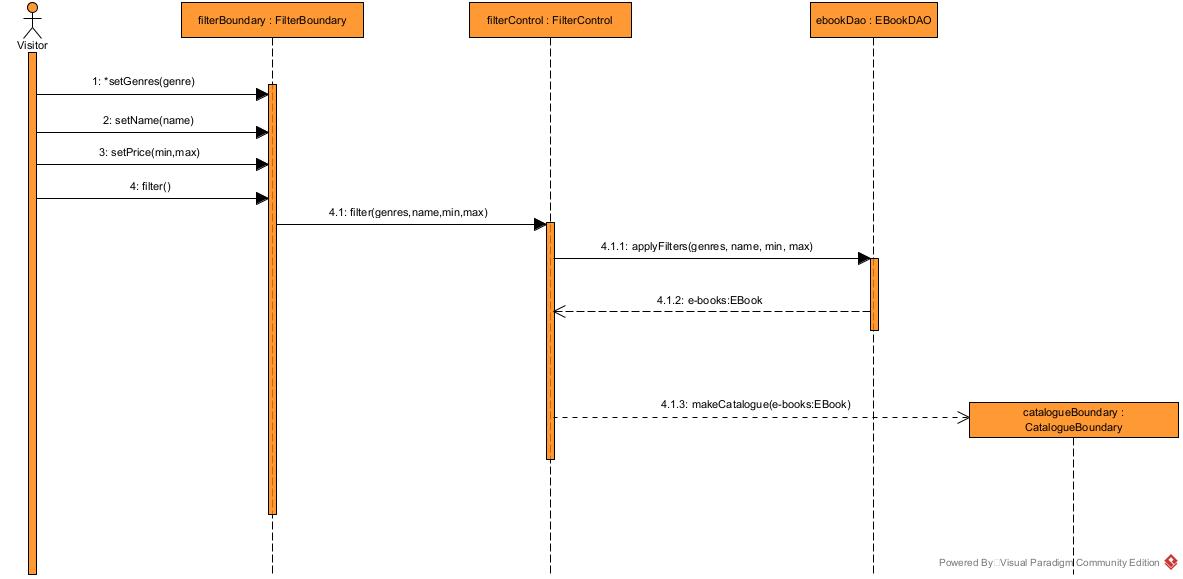 filterBoundary : FilterBoundary
filterControl : FilterControl
ebookDao : EBookDAO
Visitor
1: *setGenres(genre)
2: setName(name)
3: setPrice(min,max)
4: filter()
4.1: filter(genres,name,min,max)
4.1.1: applyFilters(genres, name, min, max)
4.1.2: e-books:EBook
4.1.3: makeCatalogue(e-books:EBook)
catalogueBoundary :
CatalogueBoundary
Powered By Visual Paradigm Community Edition